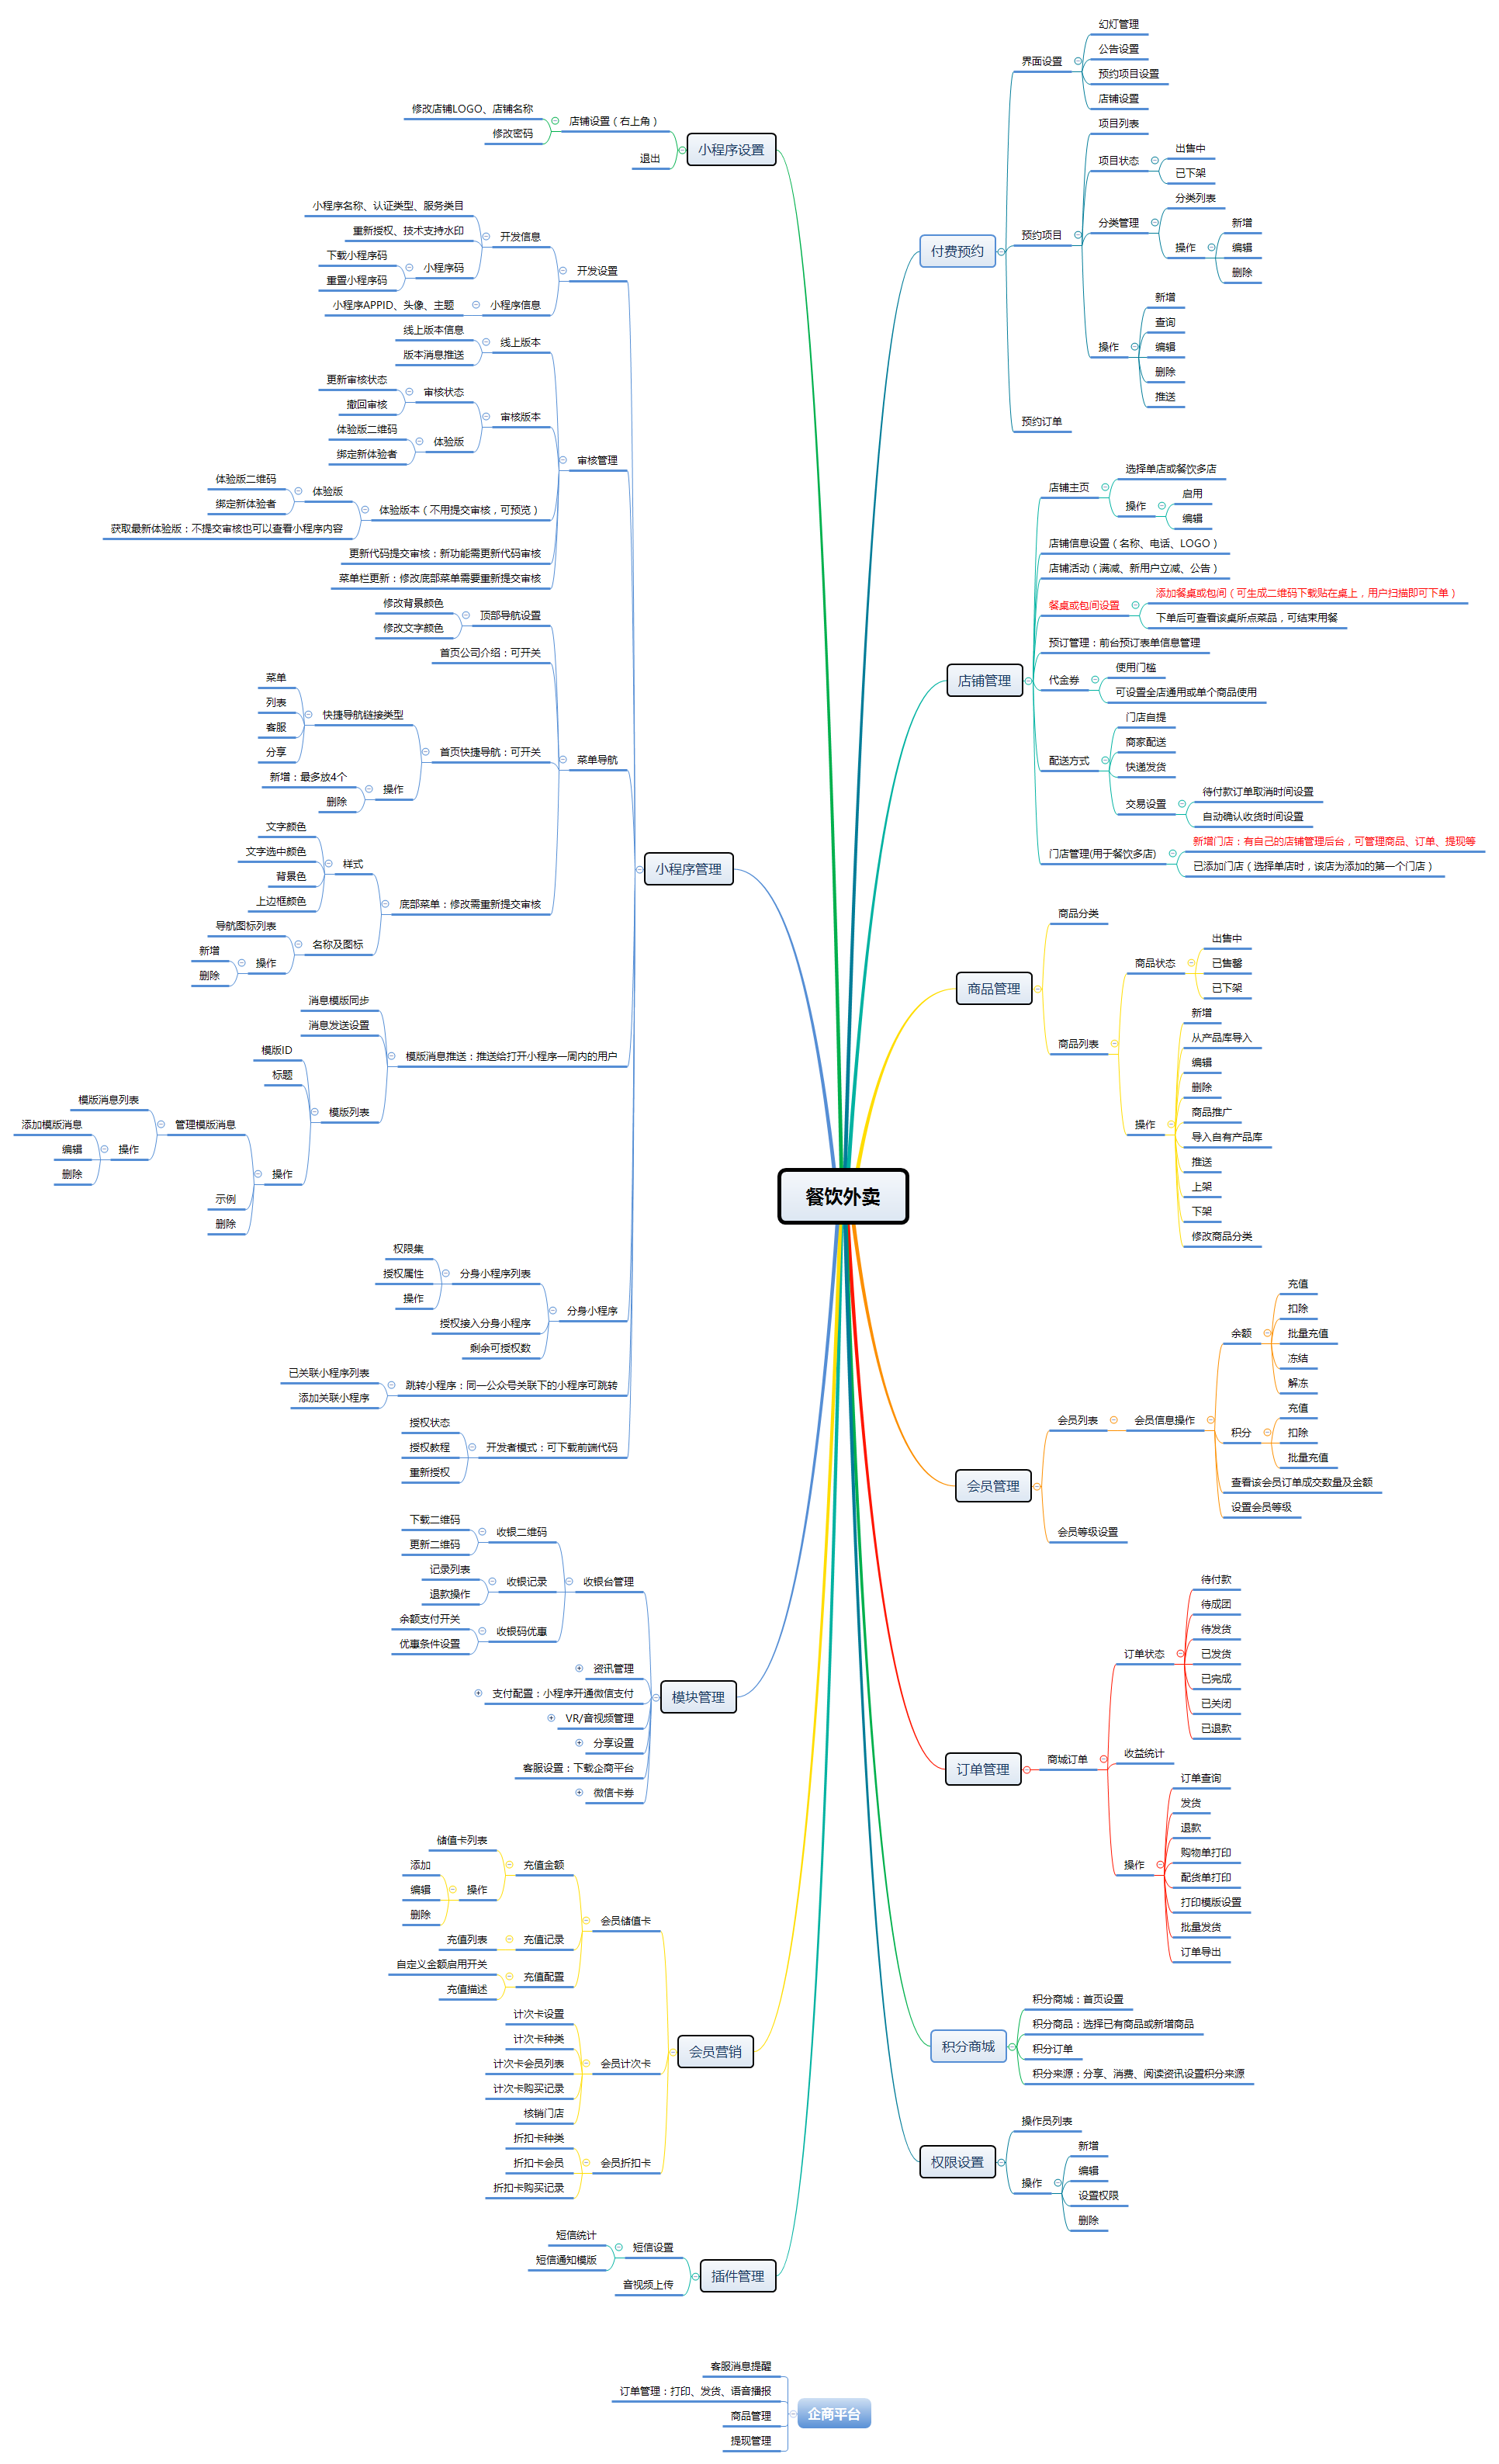 餐饮外卖
付费预约
界面设置
幻灯管理
公告设置
预约项目设置
店铺设置
预约项目
项目列表
项目状态
出售中
已下架
分类管理
分类列表
操作
新增
编辑
删除
操作
新增
查询
编辑
删除
推送
预约订单
店铺管理
店铺主页
选择单店或餐饮多店
操作
启用
编辑
店铺信息设置（名称、电话、LOGO）
店铺活动（满减、新用户立减、公告）
餐桌或包间设置
添加餐桌或包间（可生成二维码下载贴在桌上，用户扫描即可下单）
下单后可查看该桌所点菜品，可结束用餐
预订管理：前台预订表单信息管理
代金券
使用门槛
可设置全店通用或单个商品使用
配送方式
门店自提
商家配送
快递发货
交易设置
待付款订单取消时间设置
自动确认收货时间设置
门店管理(用于餐饮多店)
新增门店：有自己的店铺管理后台，可管理商品、订单、提现等
已添加门店（选择单店时，该店为添加的第一个门店）
商品管理
商品分类
商品列表
商品状态
出售中
已售罄
已下架
操作
新增
从产品库导入
编辑
删除
商品推广
导入自有产品库
推送
上架
下架
修改商品分类
会员管理
会员列表
会员信息操作
余额
充值
扣除
批量充值
冻结
解冻
积分
充值
扣除
批量充值
查看该会员订单成交数量及金额
设置会员等级
会员等级设置
订单管理
商城订单
订单状态
待付款
待成团
待发货
已发货
已完成
已关闭
已退款
收益统计
操作
订单查询
发货
退款
购物单打印
配货单打印
打印模版设置
批量发货
订单导出
积分商城
积分商城：首页设置
积分商品：选择已有商品或新增商品
积分订单
积分来源：分享、消费、阅读资讯设置积分来源
权限设置
操作员列表
操作
新增
编辑
设置权限
删除
小程序设置
店铺设置（右上角）
修改店铺LOGO、店铺名称
修改密码
退出
小程序管理
开发设置
开发信息
小程序名称、认证类型、服务类目
重新授权、技术支持水印
小程序码
下载小程序码
重置小程序码
小程序信息
小程序APPID、头像、主题
审核管理
线上版本
线上版本信息
版本消息推送
审核版本
审核状态
更新审核状态
撤回审核
体验版
体验版二维码
绑定新体验者
体验版本（不用提交审核，可预览）
体验版
体验版二维码
绑定新体验者
获取最新体验版：不提交审核也可以查看小程序内容
更新代码提交审核：新功能需更新代码审核
菜单栏更新：修改底部菜单需要重新提交审核
菜单导航
顶部导航设置
修改背景颜色
修改文字颜色
首页公司介绍：可开关
首页快捷导航：可开关
快捷导航链接类型
菜单
列表
客服
分享
操作
新增：最多放4个
删除
底部菜单：修改需重新提交审核
样式
文字颜色
文字选中颜色
背景色
上边框颜色
名称及图标
导航图标列表
操作
新增
删除
模版消息推送：推送给打开小程序一周内的用户
消息模版同步
消息发送设置
模版列表
模版ID
标题
操作
管理模版消息
模版消息列表
操作
添加模版消息
编辑
删除
示例
删除
分身小程序
分身小程序列表
权限集
授权属性
操作
授权接入分身小程序
剩余可授权数
跳转小程序：同一公众号关联下的小程序可跳转
已关联小程序列表
添加关联小程序
开发者模式：可下载前端代码
授权状态
授权教程
重新授权
模块管理
收银台管理
收银二维码
下载二维码
更新二维码
收银记录
记录列表
退款操作
收银码优惠
余额支付开关
优惠条件设置
资讯管理
支付配置：小程序开通微信支付
VR/音视频管理
分享设置
客服设置：下载企商平台
微信卡券
会员营销
会员储值卡
充值金额
储值卡列表
操作
添加
编辑
删除
充值记录
充值列表
充值配置
自定义金额启用开关
充值描述
会员计次卡
计次卡设置
计次卡种类
计次卡会员列表
计次卡购买记录
核销门店
会员折扣卡
折扣卡种类
折扣卡会员
折扣卡购买记录
插件管理
短信设置
短信统计
短信通知模版
音视频上传
企商平台
客服消息提醒
订单管理：打印、发货、语音播报
商品管理
提现管理